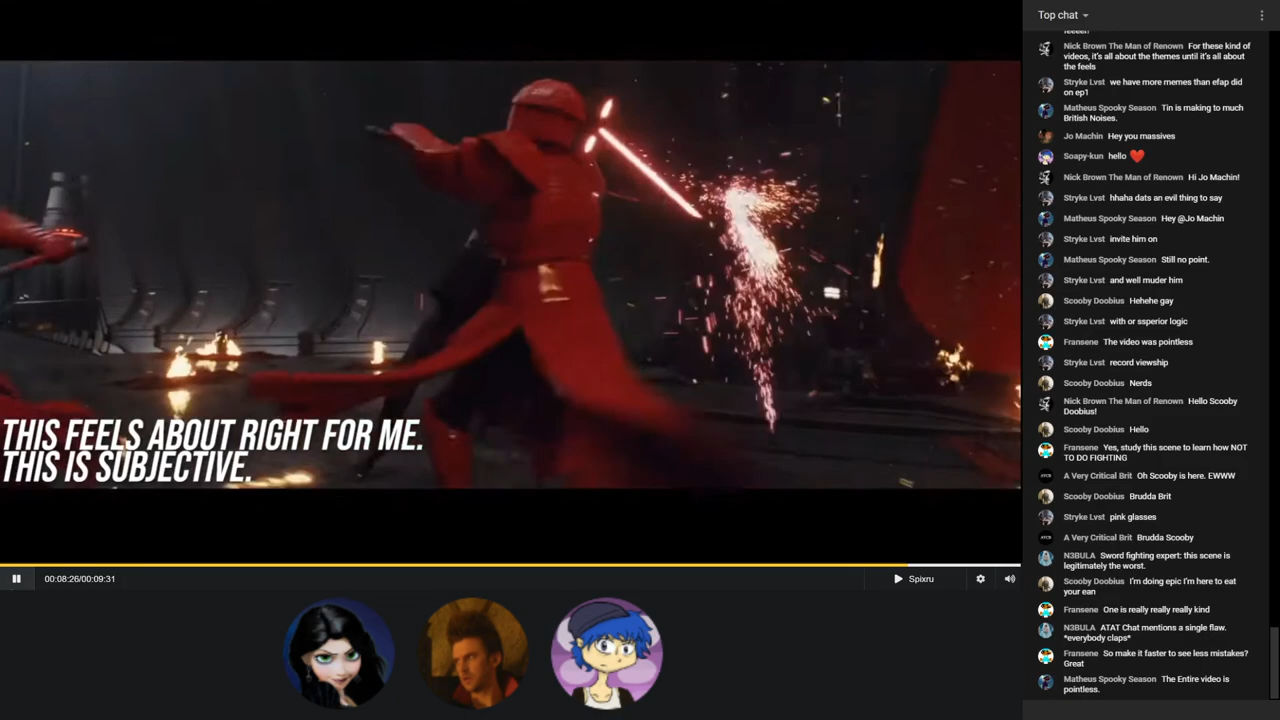 Top chat
Nick Brown The Man of Renown For these kind of
videos, it's all about the themes until it's all about
the feels
Stryke Lvst we have more memes than efap did
on ep1
Matheus Spooky Season Tin is making to much
British Noises.
Jo Machin Hey you massives
Soapy-kun hello
Nick Brown The Man of Renown Hi Jo Machin!
Stryke Lvst hhaha dats an evil thing to say
Matheus Spooky Season Hey @Jo Machin
Stryke Lvst invite him on
Matheus Spooky Season Still no point.
Stryke Lvst and well muder him
Scooby Doobius Hehehe gay
Stryke Lvst with or ssperior logic
Fransene The video was pointless
Stryke Lvst record viewship
Scooby Doobius Nerds
Nick Brown The Man of Renown Hello Scooby
Doobius!
Scooby Doobius Hello
Fransene Yes, study this scene to learn how NOT
TO DO FIGHTING
A Very Critical Brit Oh Scooby is here. EWWW
Scooby Doobius Brudda Brit
Stryke Lvst pink glasses
A Very Critical Brit Brudda Scooby
N3BULA Sword fighting expert: this scene is
legitimately the worst.
Scooby Doobius I'm doing epic I'm here to eat
your ean
Fransene One is really really really kind
N3BULA ATAT Chat mentions a single flaw.
*everybody claps*
Fransene So make it faster to see less mistakes?
Great
Matheus Spooky Season The Entire video is
pointless.
THIS FEELS ABOUT RIGHT FOR ME.
THIS IS SUBJECTIVE.
00:08:26/00:09:31
Spixru